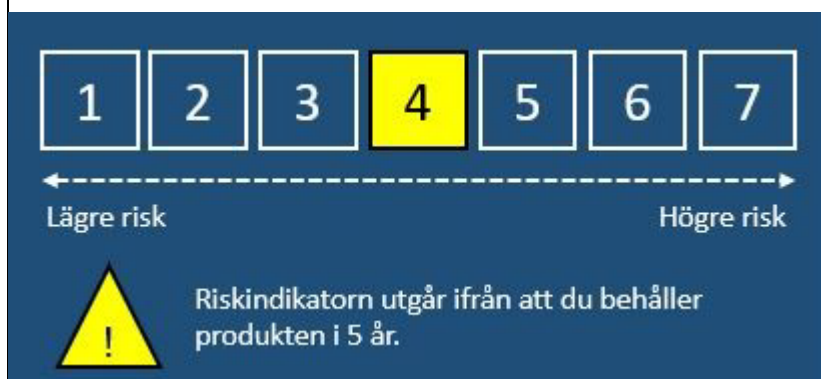 1 2 3 4 5 6 7
Lägre risk Högre risk
! Riskindikatorn utgår ifrån att du behåller
produkten i 5 år.